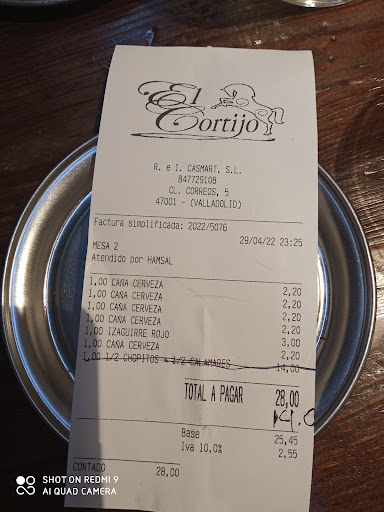 El
Cortijo
R. e I. CASMART, S.L.
B47729108
CL. CORREOS, 5
47001 - (VALLADOLID)
Factura simplificada: 2022/5076
29/04/22 23:25
MESA 2
Atendido por HAMSAL
1,00 CAÑA CERVEZA 2,20
1,00 CAÑA CERVEZA 2,20
1,00 CAÑA CERVEZA 2,20
1,00 CAÑA CERVEZA 2,20
1,00 IZAGUIRRE ROJO 3,00
1,00 CAÑA CERVEZA 2,20
1,00 1/2 CHOPITOS - 1/2 CALAMARES 14,00
TOTAL A PAGAR 28,00
14.0
Base 25,45
Iva 10,0% 2,55
CONTADO 28,00
SHOT ON REDMI 9
AI QUAD CAMERA